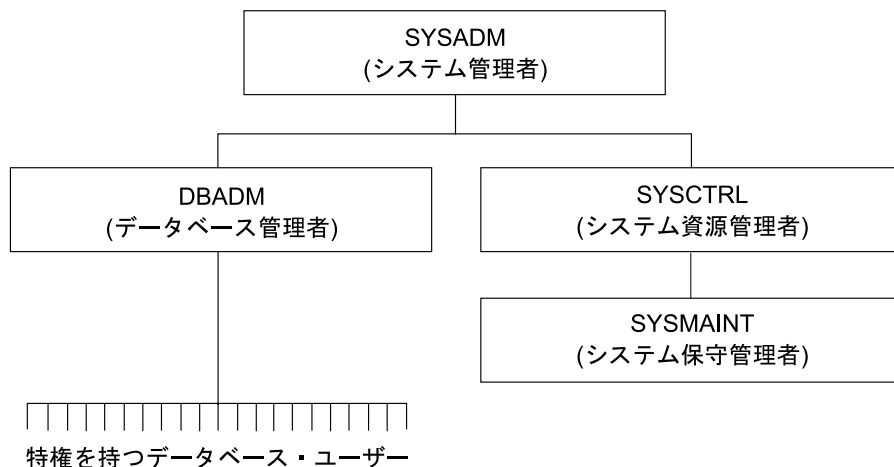 SYSADM
(システム管理者)
DBADM
(データベース管理者)
SYSCTRL
(システム資源管理者)
SYSMAINT
(システム保守管理者)
特権を持つデータベース・ユーザー